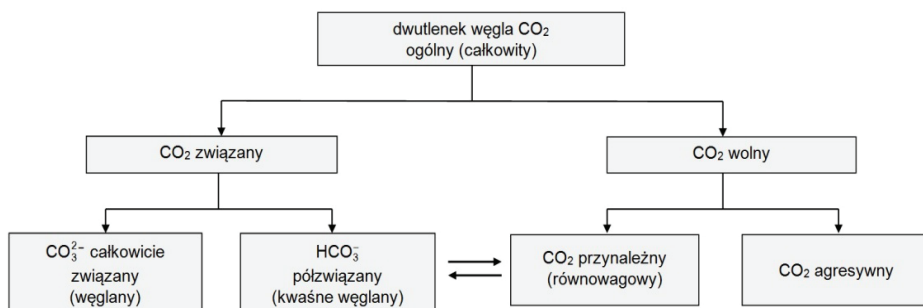 dwutlenek węgla CO₂
ogólny (całkowity)
CO₂ związany
CO₂ wolny
CO₃²⁻ całkowicie
związany
(węglany)
HCO₃⁻
półzwiązany
(kwaśne węglany)
CO₂ przynależny
(równowagowy)
CO₂ agresywny